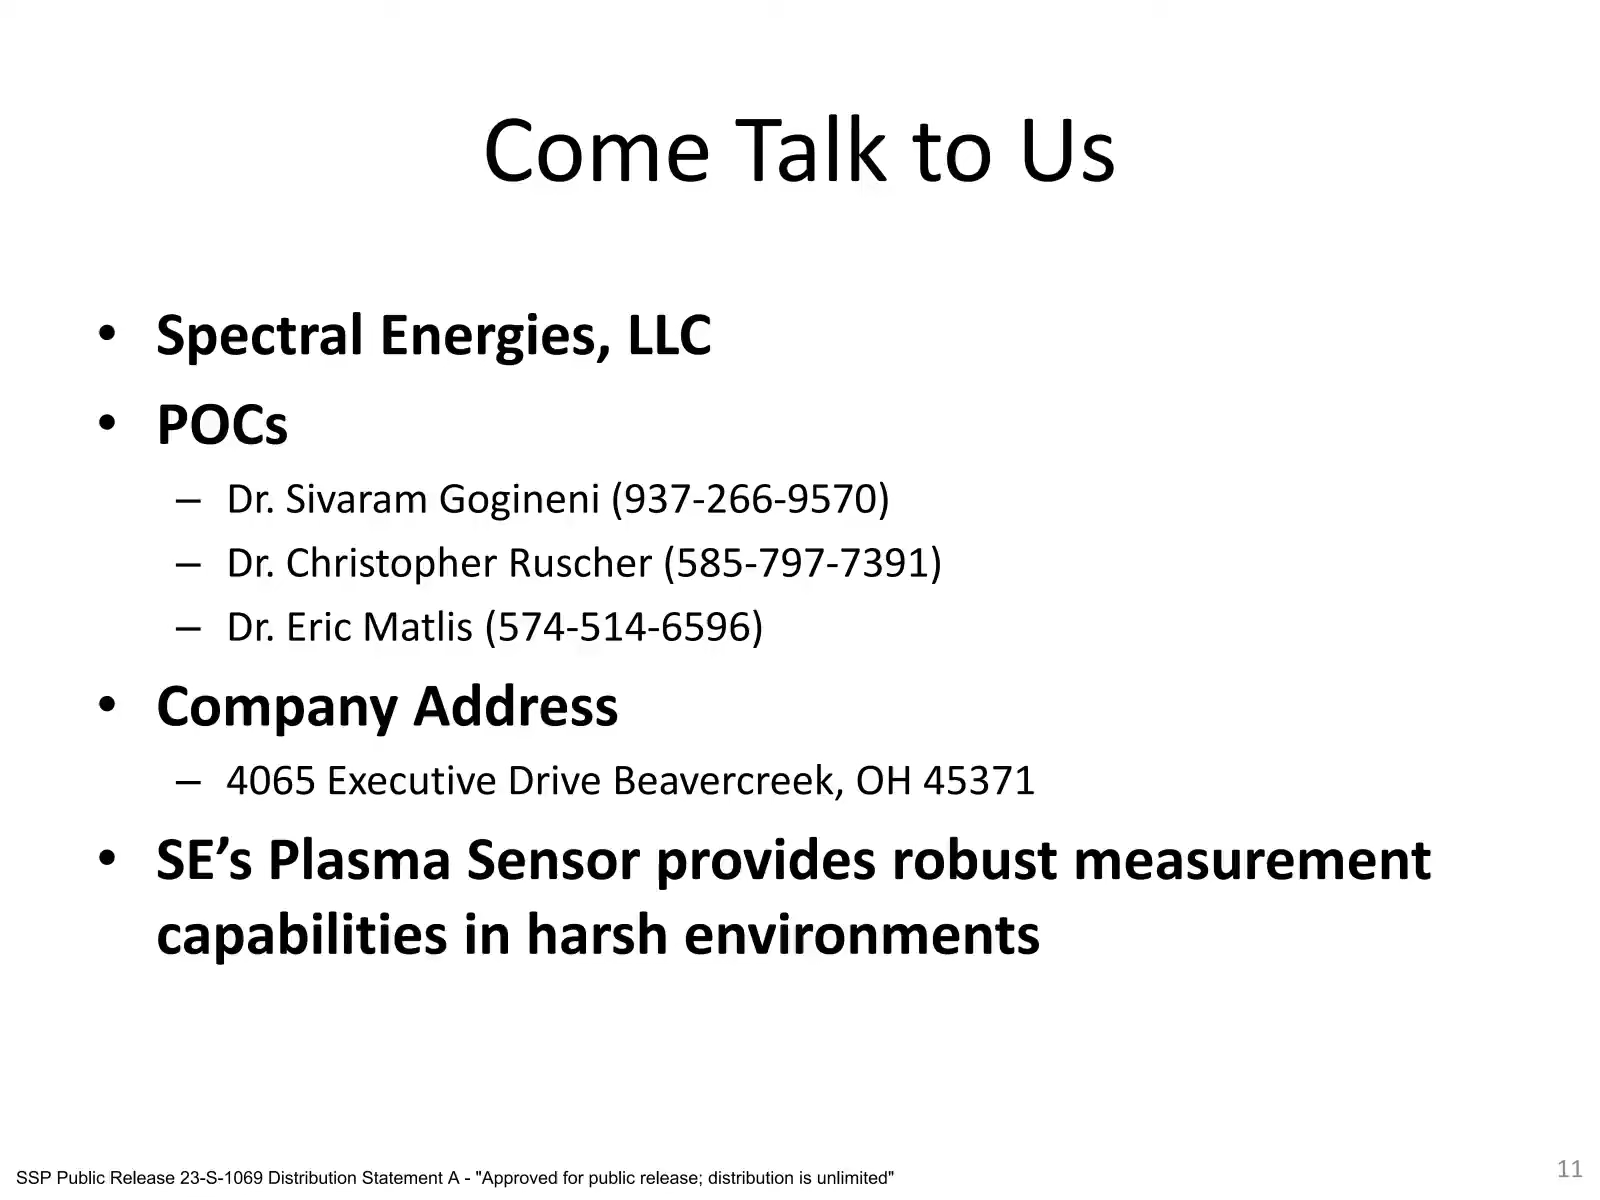 Come Talk to Us
• Spectral Energies, LLC
• POCs
– Dr. Sivaram Gogineni (937-266-9570)
– Dr. Christopher Ruscher (585-797-7391)
– Dr. Eric Matlis (574-514-6596)
• Company Address
– 4065 Executive Drive Beavercreek, OH 45371
• SE’s Plasma Sensor provides robust measurement
capabilities in harsh environments
SSP Public Release 23-S-1069 Distribution Statement A - "Approved for public release; distribution is unlimited"
11